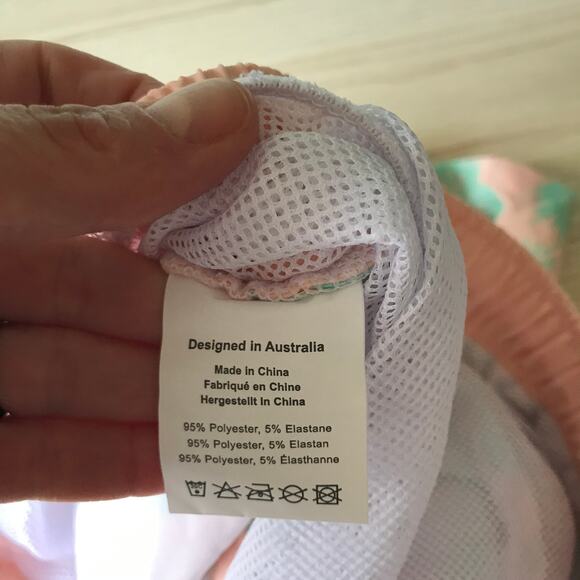 Designed in Australia
Made in China
Fabriqué en Chine
Hergestellt In China
95% Polyester, 5% Elastane
95% Polyester, 5% Elastan
95% Polyester, 5% Élasthanne